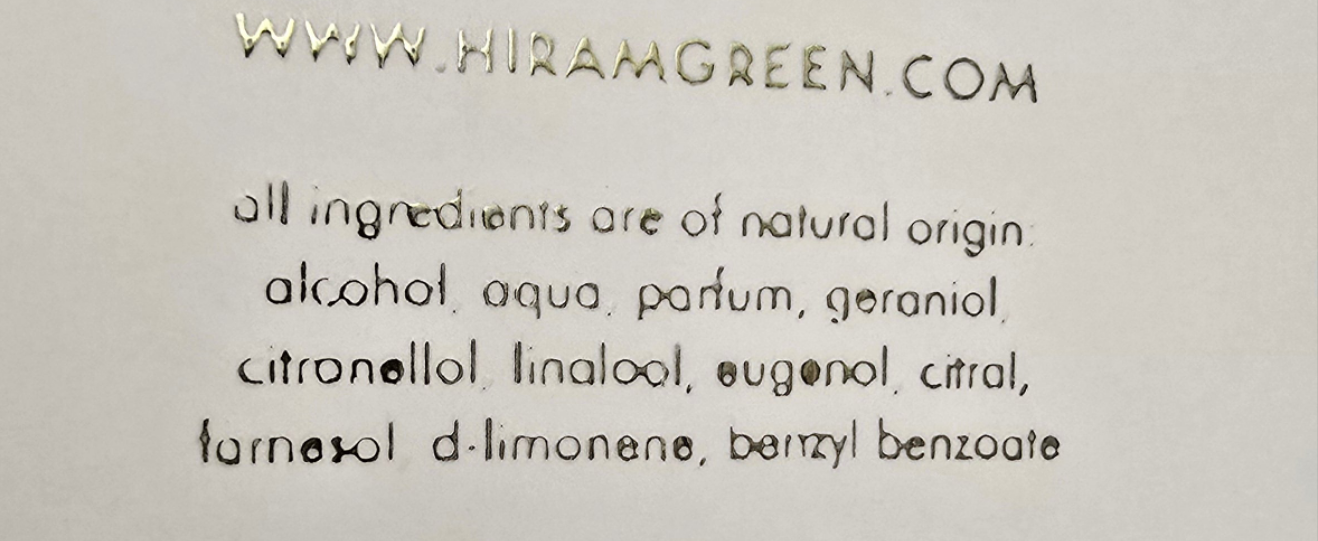 WWW.HIRAMGREEN.COM
all ingredients are of natural origin:
alcohol, aqua, parfum, geraniol,
citronellol, linalool, eugenol, citral,
farnesol, d-limonene, benzyl benzoate